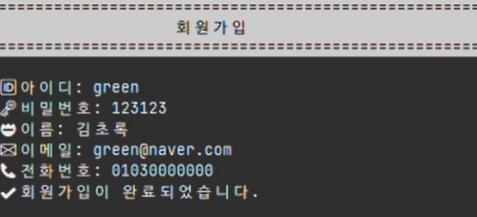 ============================================================
회원가입
============================================================
🆔아이디: green
🔑비밀번호: 123123
📛이름: 김초록
✉이메일: green@naver.com
📞전화번호: 01030000000
✔회원가입이 완료되었습니다.